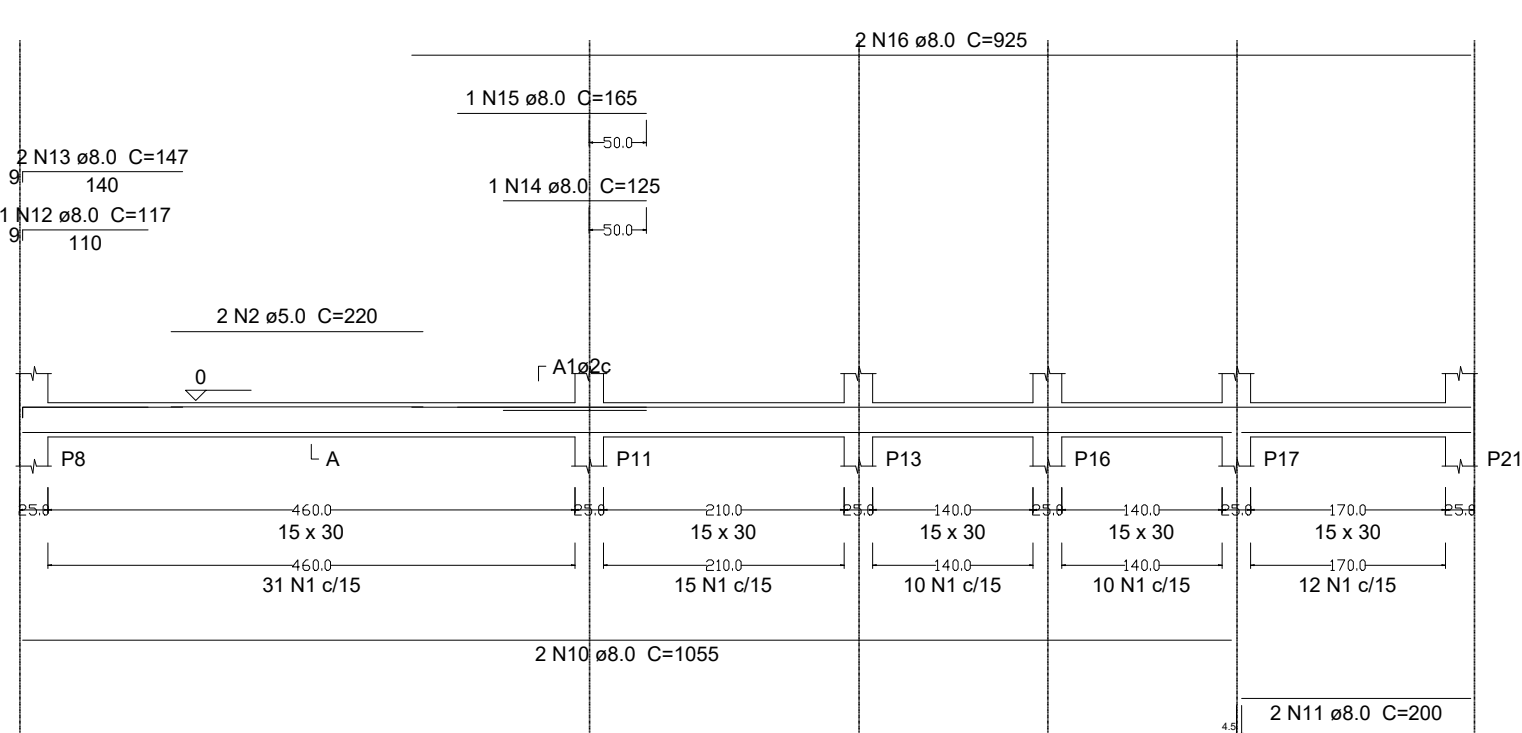 2 N16 ø8.0 C=925
1 N15 ø8.0 C=165
50.0
2 N13 ø8.0 C=147
9
140
1 N14 ø8.0 C=125
1 N12 ø8.0 C=117
9
110
50.0
2 N2 ø5.0 C=220
A1ø2c
0
P8
A
P11
P13
P16
P17
P21
25.0
460.0
25.0
210.0
25.0
140.0
25.0
140.0
25.0
170.0
25.0
15 x 30
15 x 30
15 x 30
15 x 30
15 x 30
460.0
210.0
140.0
140.0
170.0
31 N1 c/15
15 N1 c/15
10 N1 c/15
10 N1 c/15
12 N1 c/15
2 N10 ø8.0 C=1055
2 N11 ø8.0 C=200
4.5